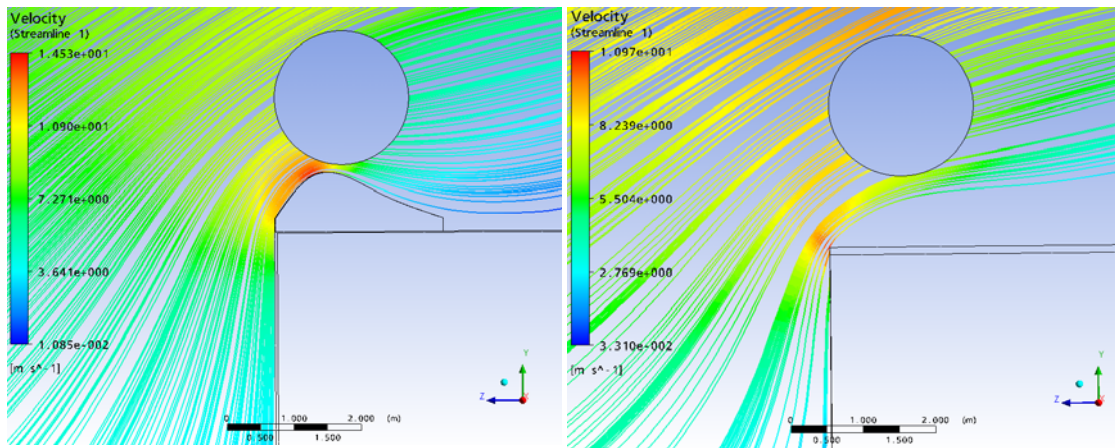 Velocity
(Streamline 1)
1.453e+001
1.090e+001
7.271e+000
3.641e+000
1.085e-002
[m s^-1]
Y
Z
X
0 1.000 2.000 (m)
0.500 1.500
Velocity
(Streamline 1)
1.097e+001
8.239e+000
5.504e+000
2.769e+000
3.310e-002
[m s^-1]
Y
Z
X
0 1.000 2.000 (m)
0.500 1.500